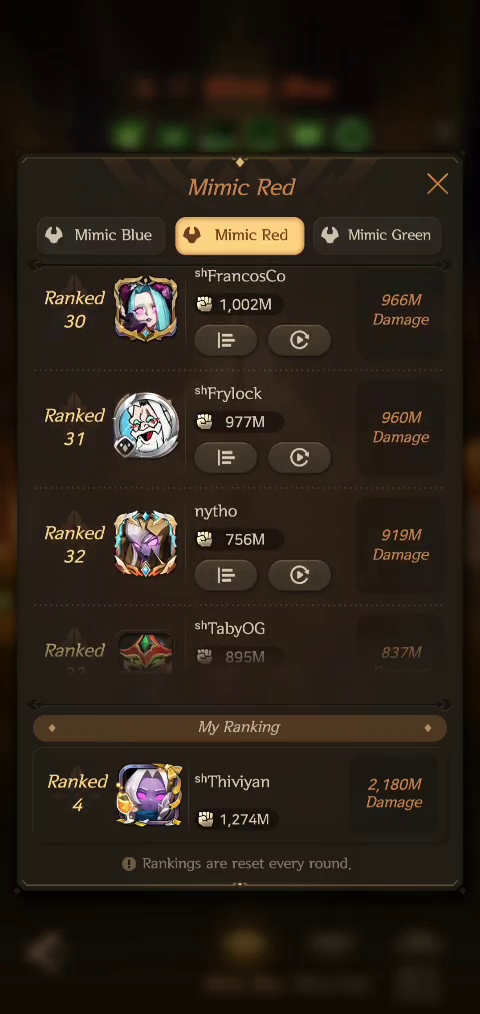 Mimic Red
Mimic Blue
Mimic Red
Mimic Green
Ranked
30
shFrancosCo
1,002M
966M
Damage
Ranked
31
shFrylock
977M
960M
Damage
Ranked
32
nytho
756M
919M
Damage
Ranked
33
shTabyOG
895M
837M
My Ranking
Ranked
4
shThiviyan
1,274M
2,180M
Damage
Rankings are reset every round.